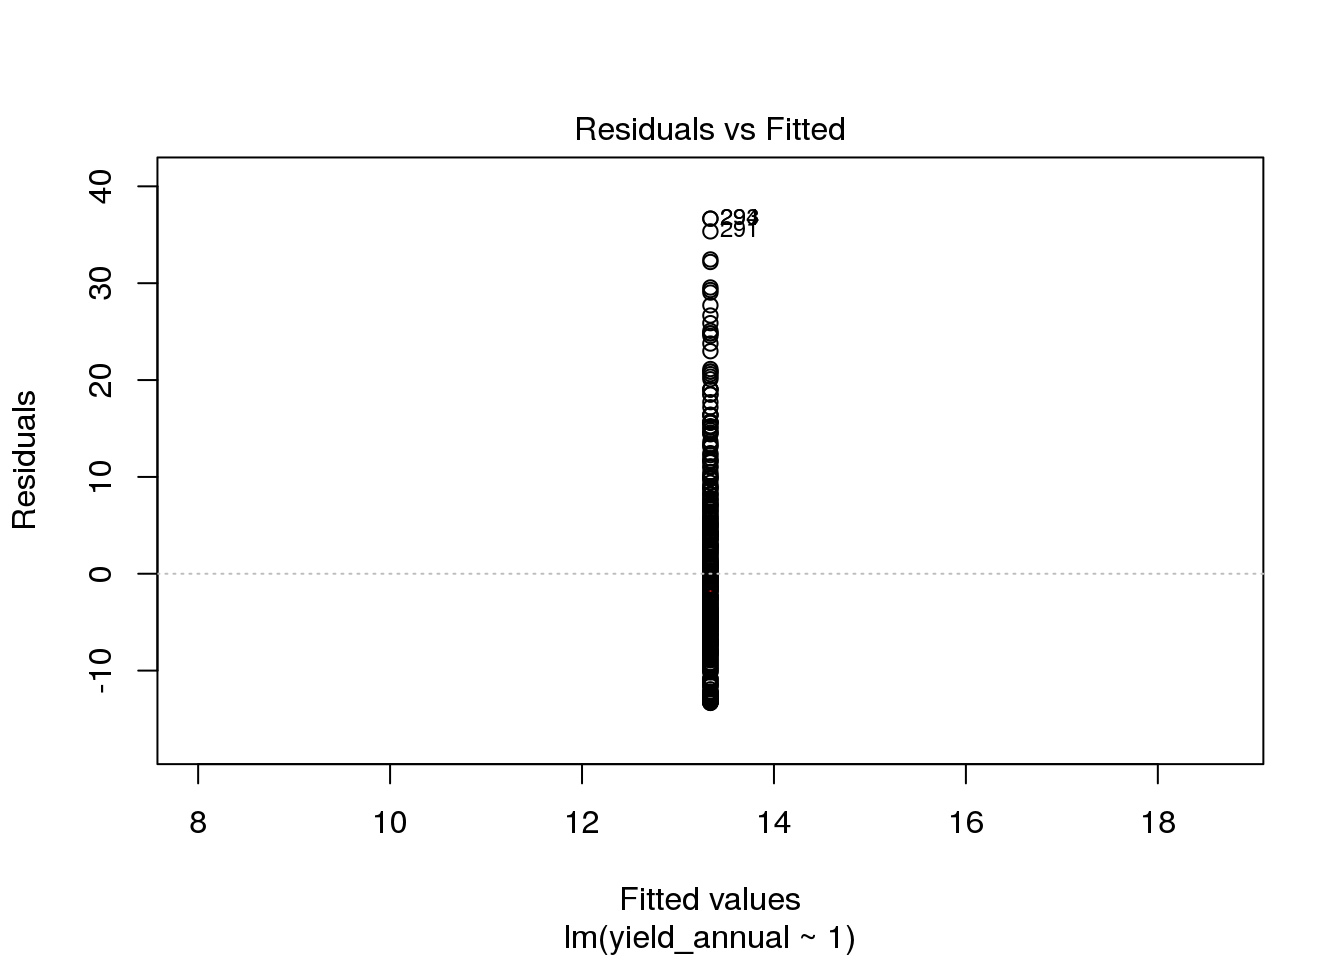 Residuals vs Fitted
40
30
20
10
0
-10
Residuals
291
8 10 12 14 16 18
Fitted values
lm(yield_annual ~ 1)